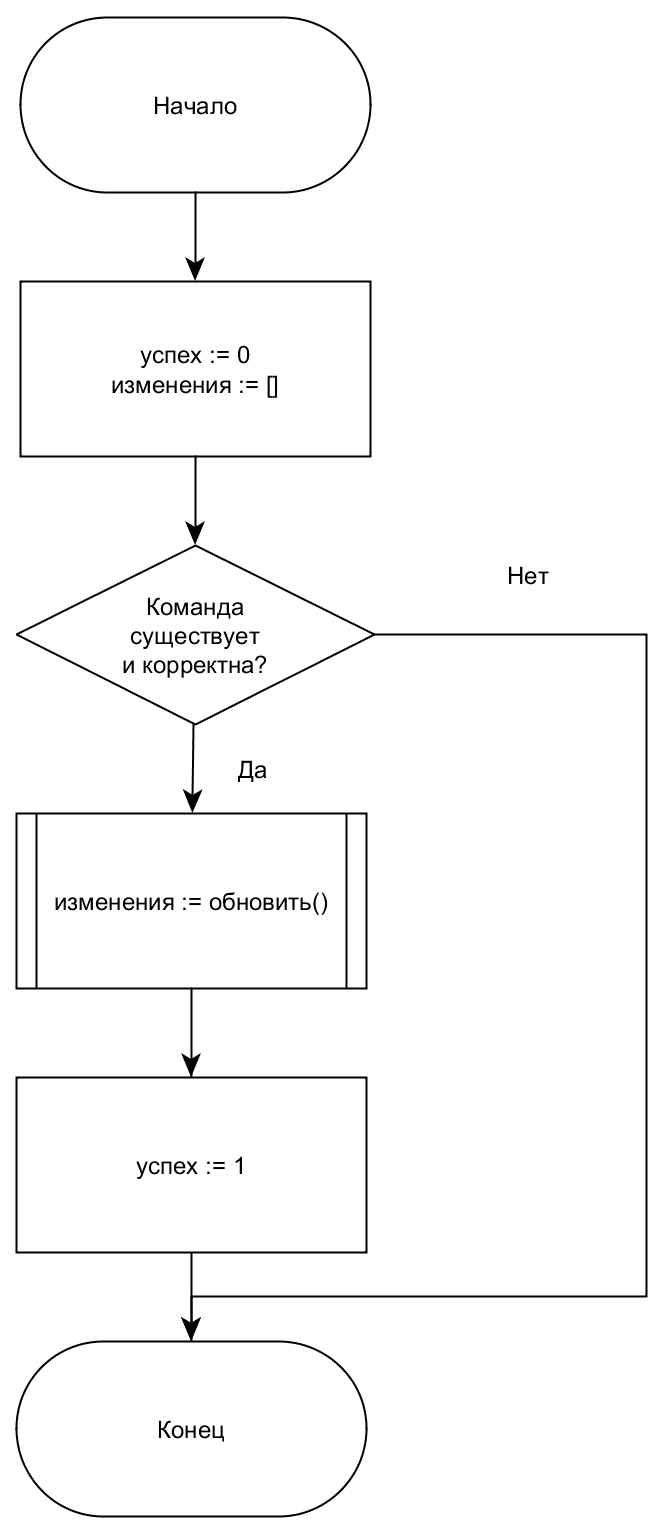 Начало
успех := 0
изменения := []
Команда
существует
и корректна?
Нет
Да
изменения := обновить()
успех := 1
Конец